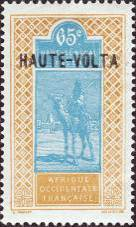 65c
HAUTE-VOLTA
AFRIQUE
OCCIDENTALE
FRANÇAISE